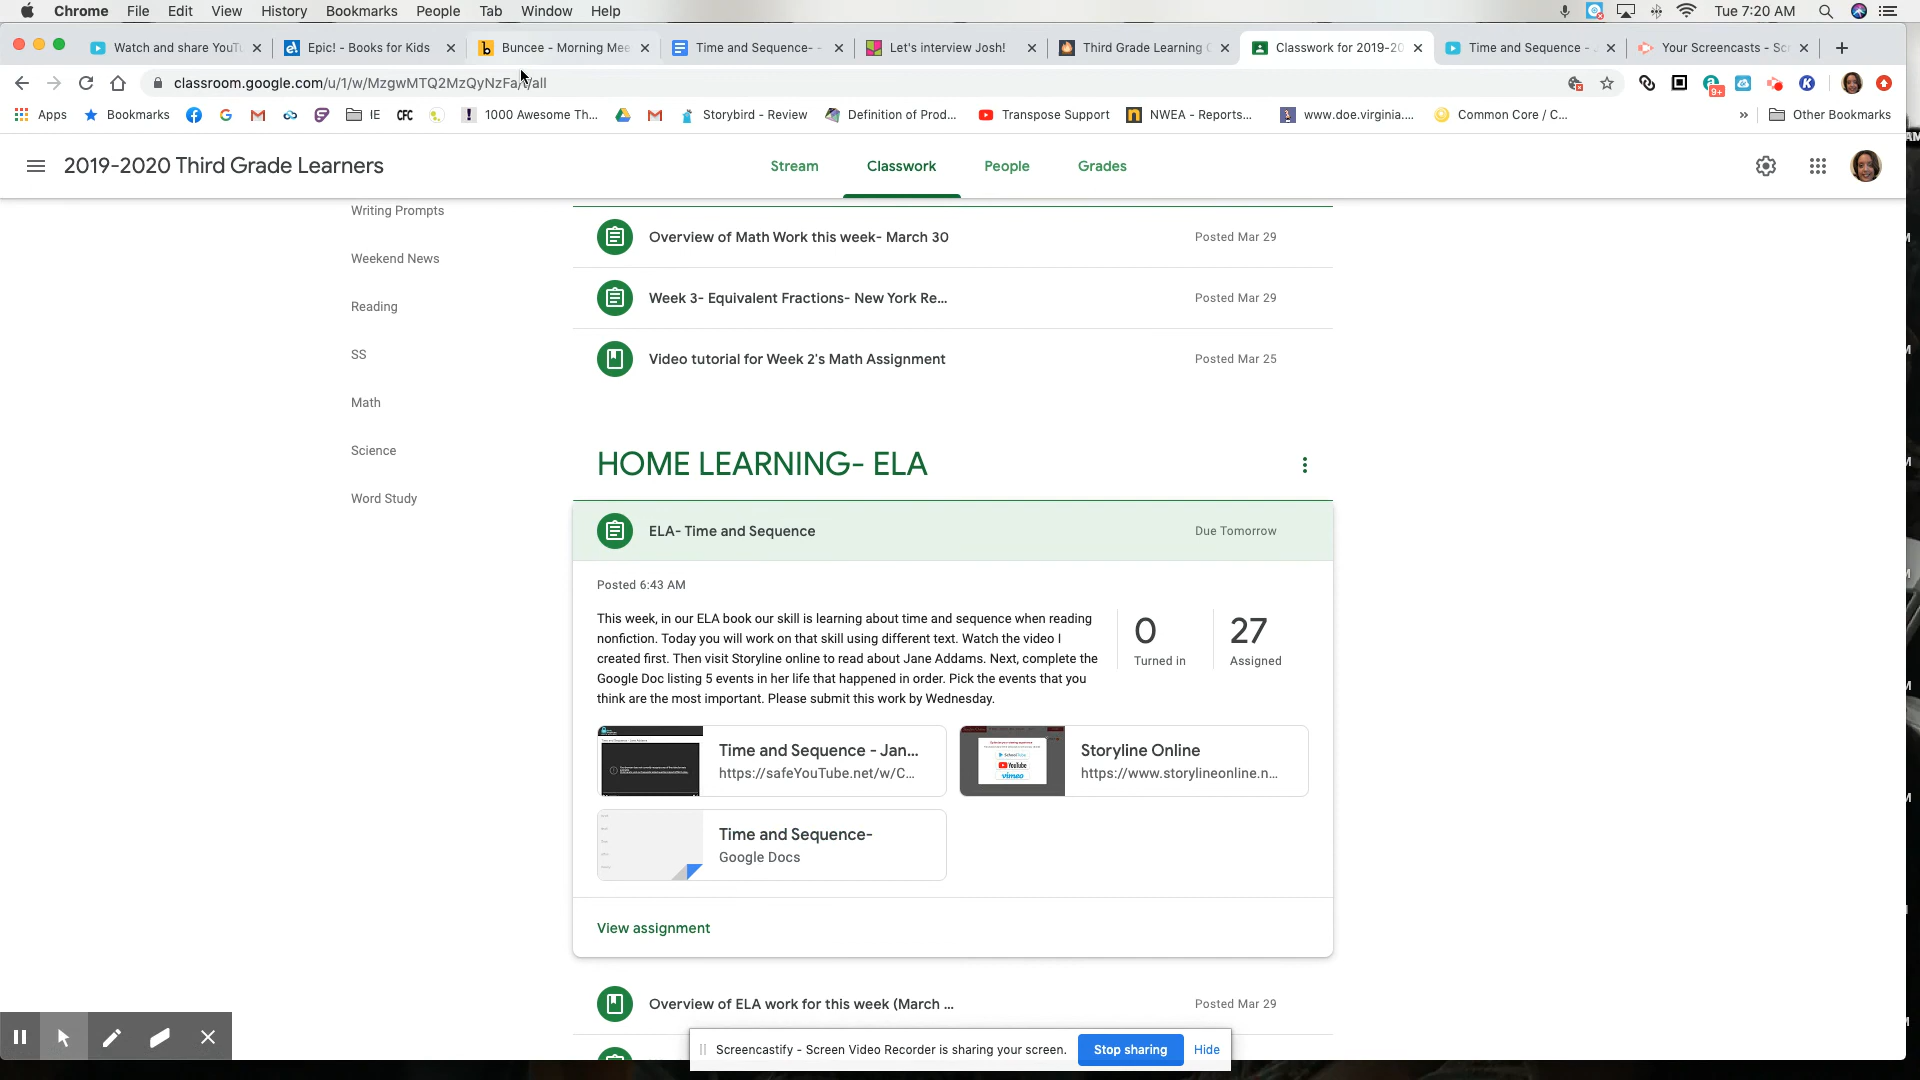 Chrome File Edit View History Bookmarks People Tab Window Help Tue 7:20 AM
Watch and share YouTu Epic! - Books for Kids Buncee - Morning Mee Time and Sequence- - Let's interview Josh! Third Grade Learning C Classwork for 2019-20 Time and Sequence - Your Screencasts - Sc
classroom.google.com/u/1/w/MzgwMTQ2MzQyNzFa/t/all
9+ K
Apps Bookmarks IE CFC 1000 Awesome Th... Storybird - Review Definition of Prod... Transpose Support NWEA - Reports... www.doe.virginia.... Common Core / C... » Other Bookmarks
2019-2020 Third Grade Learners Stream Classwork People Grades
Writing Prompts
Weekend News
Reading
SS
Math
Science
Word Study
Overview of Math Work this week- March 30 Posted Mar 29
Week 3- Equivalent Fractions- New York Re... Posted Mar 29
Video tutorial for Week 2's Math Assignment Posted Mar 25
HOME LEARNING- ELA
ELA- Time and Sequence Due Tomorrow
Posted 6:43 AM
This week, in our ELA book our skill is learning about time and sequence when reading
nonfiction. Today you will work on that skill using different text. Watch the video I
created first. Then visit Storyline online to read about Jane Addams. Next, complete the
Google Doc listing 5 events in her life that happened in order. Pick the events that you
think are the most important. Please submit this work by Wednesday.
0 27
Turned in Assigned
Time and Sequence - Jan...
https://safeYouTube.net/w/C...
YouTube
vimeo
Storyline Online
https://www.storylineonline.n...
Time and Sequence-
Google Docs
View assignment
Overview of ELA work for this week (March ... Posted Mar 29
Screencastify - Screen Video Recorder is sharing your screen. Stop sharing Hide